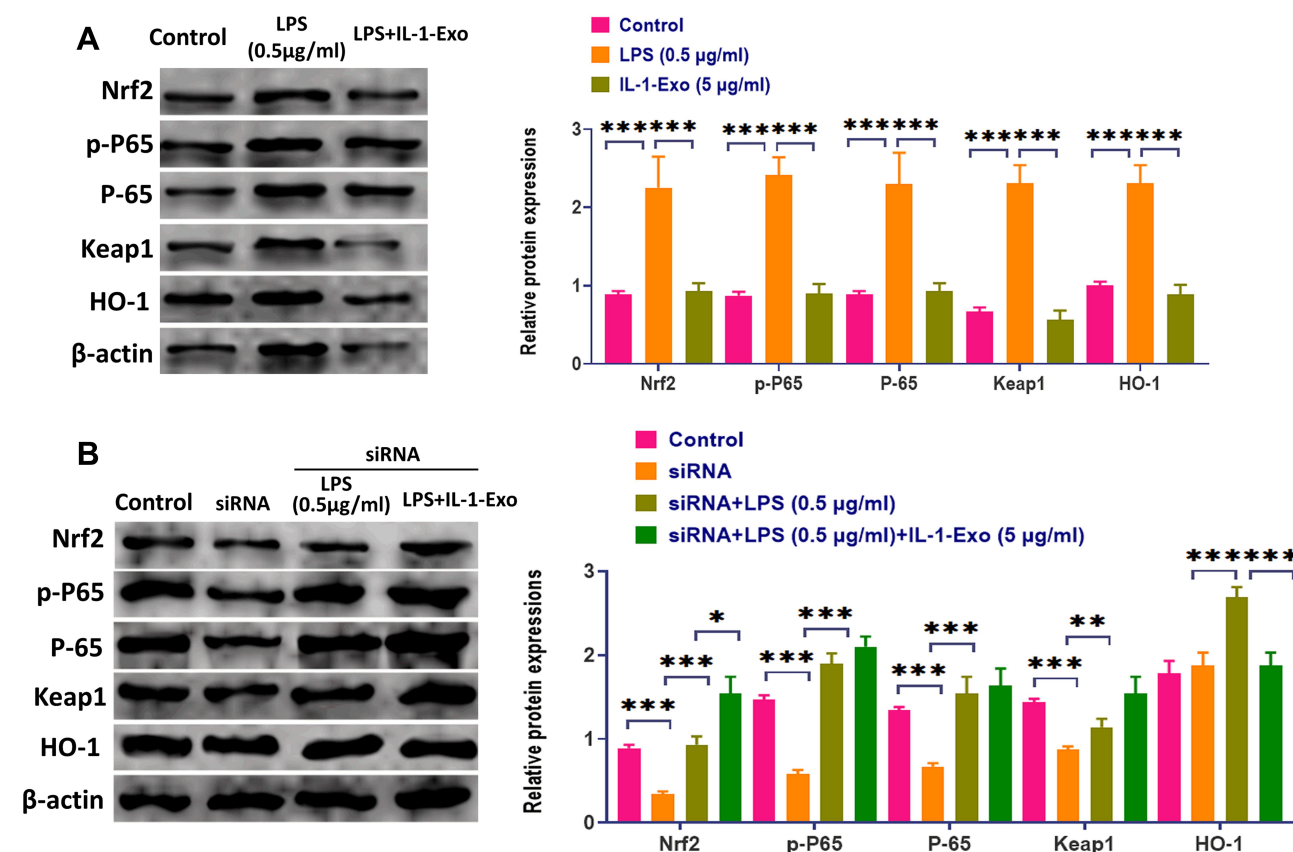 A
Control
LPS
(0.5µg/ml)
LPS+IL-1-Exo
Nrf2
p-P65
P-65
Keap1
HO-1
β-actin
Control
LPS (0.5 µg/ml)
IL-1-Exo (5 µg/ml)
Relative protein expressions
3
2
1
0
*** ***
*** ***
*** ***
*** ***
*** ***
Nrf2 p-P65 P-65 Keap1 HO-1
B
siRNA
Control
siRNA
LPS
(0.5µg/ml)
LPS+IL-1-Exo
Nrf2
p-P65
P-65
Keap1
HO-1
β-actin
Control
siRNA
siRNA+LPS (0.5 µg/ml)
siRNA+LPS (0.5 µg/ml)+IL-1-Exo (5 µg/ml)
Relative protein expressions
3
2
1
0
***
***
*
***
***
***
***
***
**
*** ***
Nrf2 p-P65 P-65 Keap1 HO-1